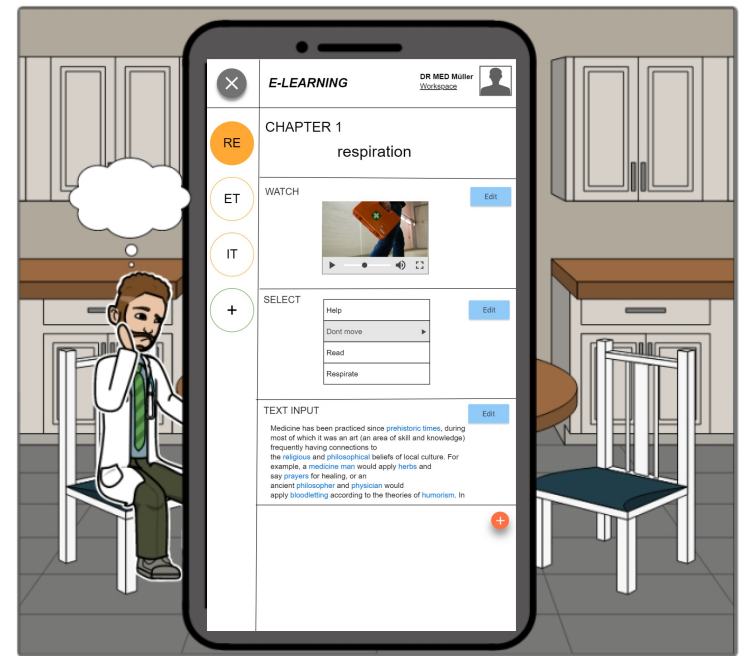 E-LEARNING
DR MED Müller
Workspace
RE
ET
IT
+
CHAPTER 1
respiration
WATCH
Edit
SELECT
Edit
Help
Dont move
Read
Respirate
TEXT INPUT
Edit
Medicine has been practiced since prehistoric times, during
most of which it was an art (an area of skill and knowledge)
frequently having connections to
the religious and philosophical beliefs of local culture. For
example, a medicine man would apply herbs and
say prayers for healing, or an
ancient philosopher and physician would
apply bloodletting according to the theories of humorism. In